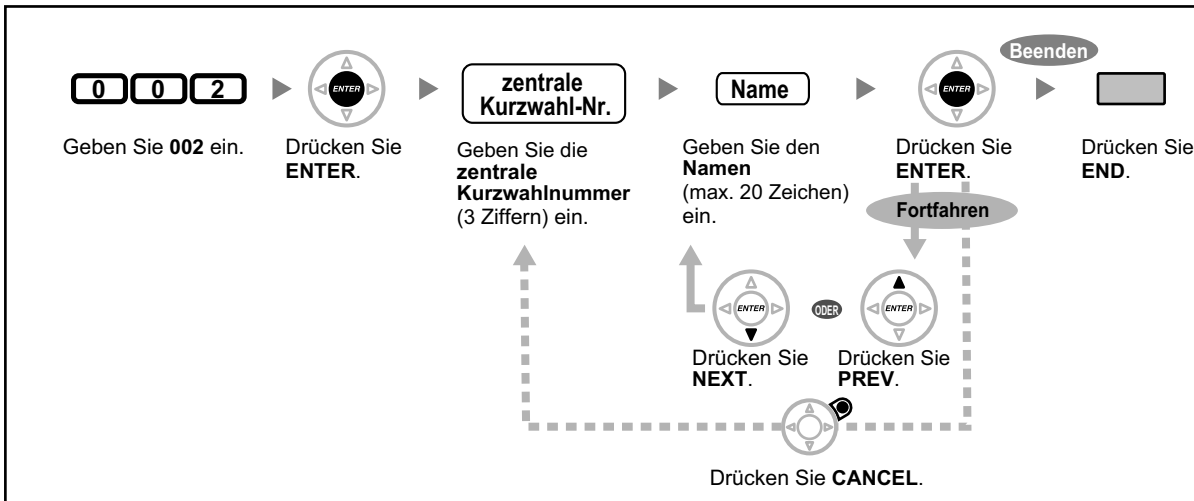 Beenden
0 0 2
ENTER
zentrale
Kurzwahl-Nr.
Name
ENTER
Geben Sie 002 ein.
Drücken Sie
ENTER.
Geben Sie die
zentrale
Kurzwahlnummer
(3 Ziffern) ein.
Geben Sie den
Namen
(max. 20 Zeichen)
ein.
Drücken Sie
ENTER.
Drücken Sie
END.
Fortfahren
ENTER
ODER
ENTER
Drücken Sie
NEXT.
Drücken Sie
PREV.
Drücken Sie CANCEL.